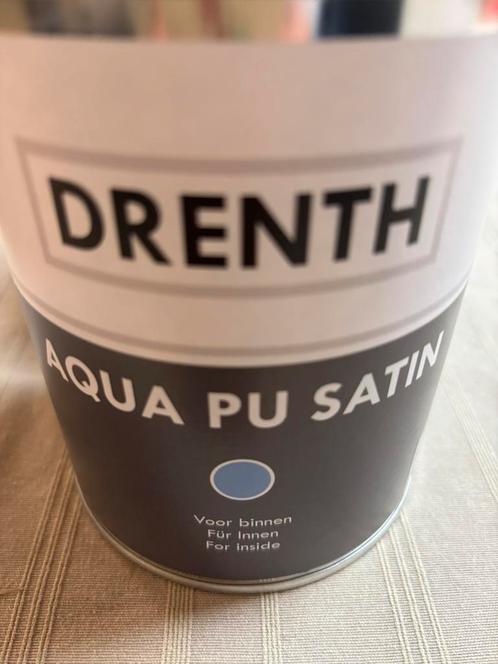 DRENTH
AQUA PU SATIN
Voor binnen
Für Innen
For inside